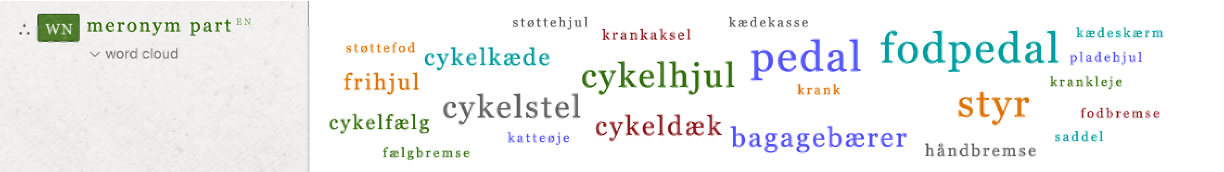 ∴ WN meronym part EN
word cloud
støttehjul kædekasse
krankaksel kædeskærm
støttefod cykelkæde pedal fodpedal pladehjul
frihjul cykelhjul krank krankleje
cykelstel styr
cykelfælg cykeldæk fodbremse
katteøje bagagebærer saddel
fælgbremse håndbremse